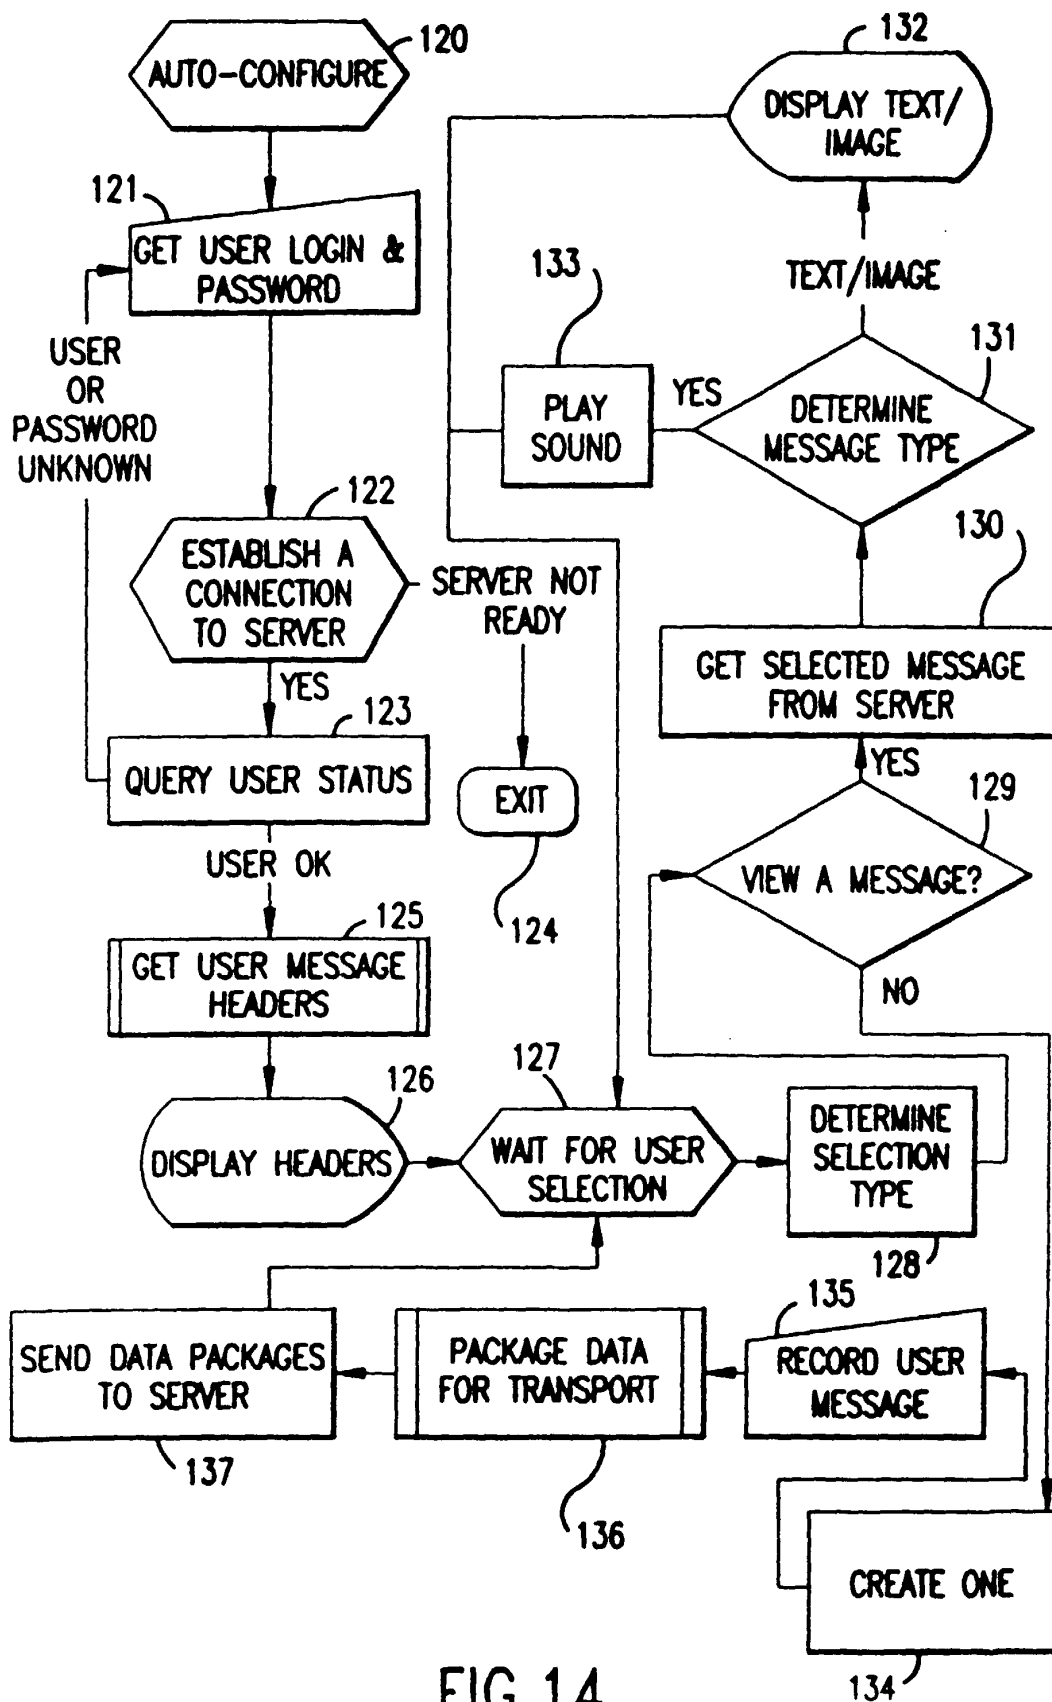 120
AUTO-CONFIGURE
121
GET USER LOGIN &
PASSWORD
USER
OR
PASSWORD
UNKNOWN
122
ESTABLISH A
CONNECTION
TO SERVER
SERVER NOT
READY
YES
123
QUERY USER STATUS
EXIT
124
USER OK
125
GET USER MESSAGE
HEADERS
126
DISPLAY HEADERS
127
WAIT FOR USER
SELECTION
DETERMINE
SELECTION
TYPE
128
129
VIEW A MESSAGE?
YES
NO
130
GET SELECTED MESSAGE
FROM SERVER
131
DETERMINE
MESSAGE TYPE
TEXT/IMAGE
132
DISPLAY TEXT/
IMAGE
YES
133
PLAY
SOUND
CREATE ONE
134
135
RECORD USER
MESSAGE
PACKAGE DATA
FOR TRANSPORT
136
SEND DATA PACKAGES
TO SERVER
137
FIG.14